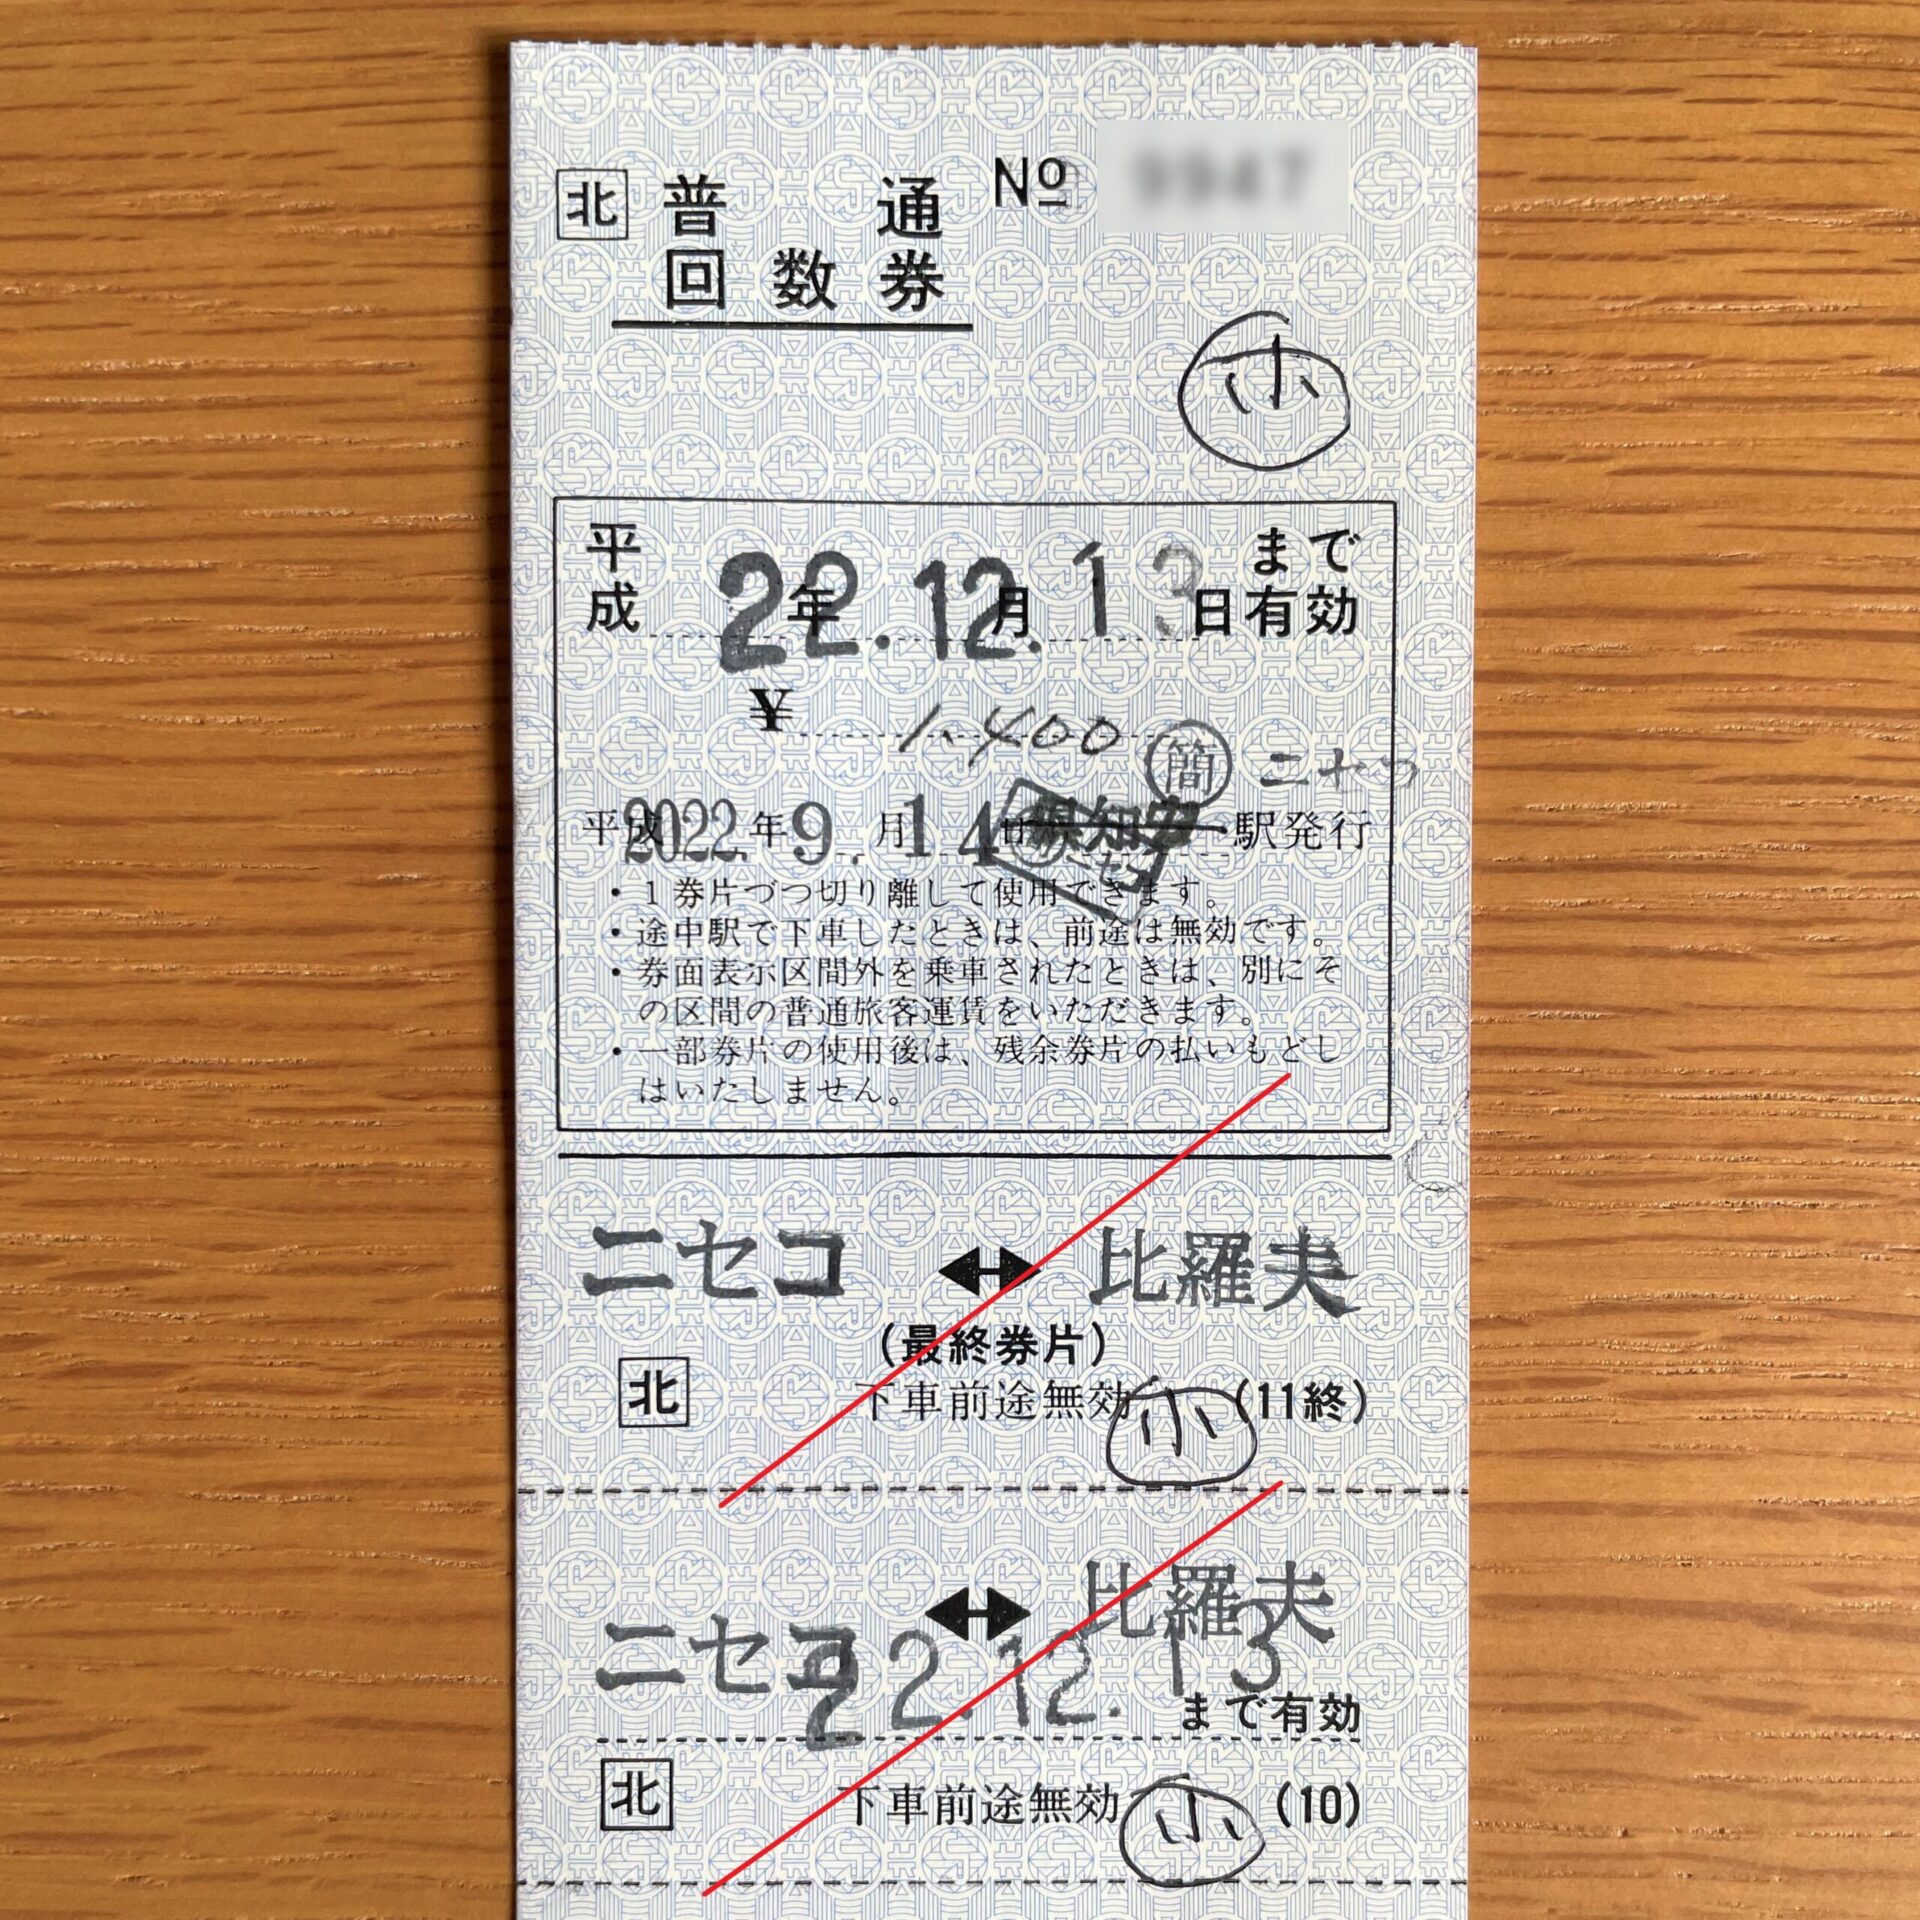 北 普通 No
回数券
小
平成 22年.12月.13日まで有効
¥ 1,400
簡 ニセコ
平成2022年9.月14日倶知安駅発行
・1券片づつ切り離して使用できます。
・途中駅で下車したときは、前途は無効です。
・券面表示区間外を乗車されたときは、別にそ
の区間の普通旅客運賃をいただきます。
・一部券片の使用後は、残余券片の払いもどし
はいたしません。
ニセコ ↔ 比羅夫
(最終券片)
北 下車前途無効 小 (11終)
ニセコ ↔ 比羅夫
22.12.13 まで有効
北 下車前途無効 小 (10)